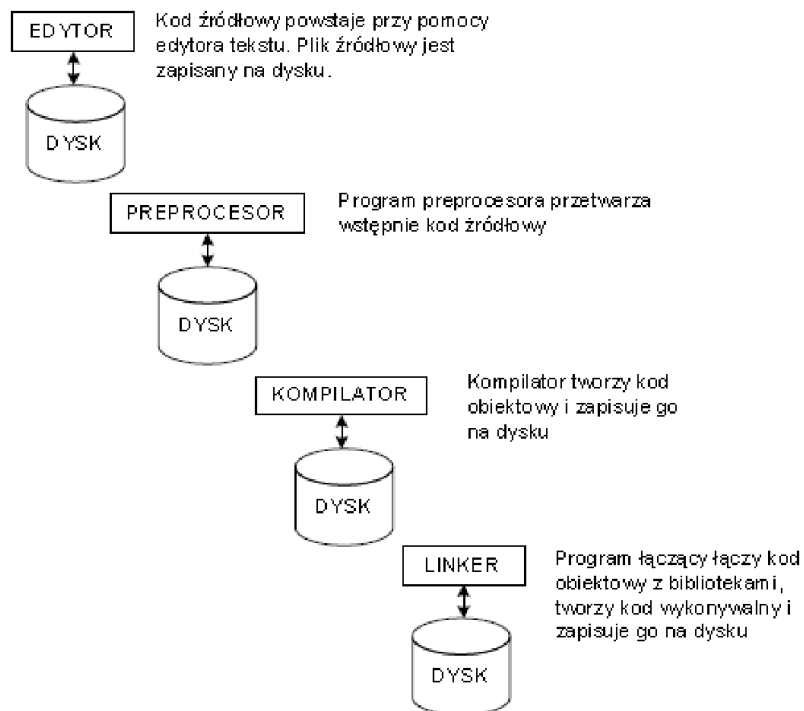 EDYTOR
Kod źródłowy powstaje przy pomocy
edytora tekstu. Plik źródłowy jest
zapisany na dysku.
DYSK
PREPROCESOR
Program preprocesora przetwarza
wstępnie kod źródłowy
DYSK
KOMPILATOR
Kompilator tworzy kod
obiektowy i zapisuje go
na dysku
DYSK
LINKER
Program łączący łączy kod
obiektowy z bibliotekami,
tworzy kod wykonywalny i
zapisuje go na dysku
DYSK